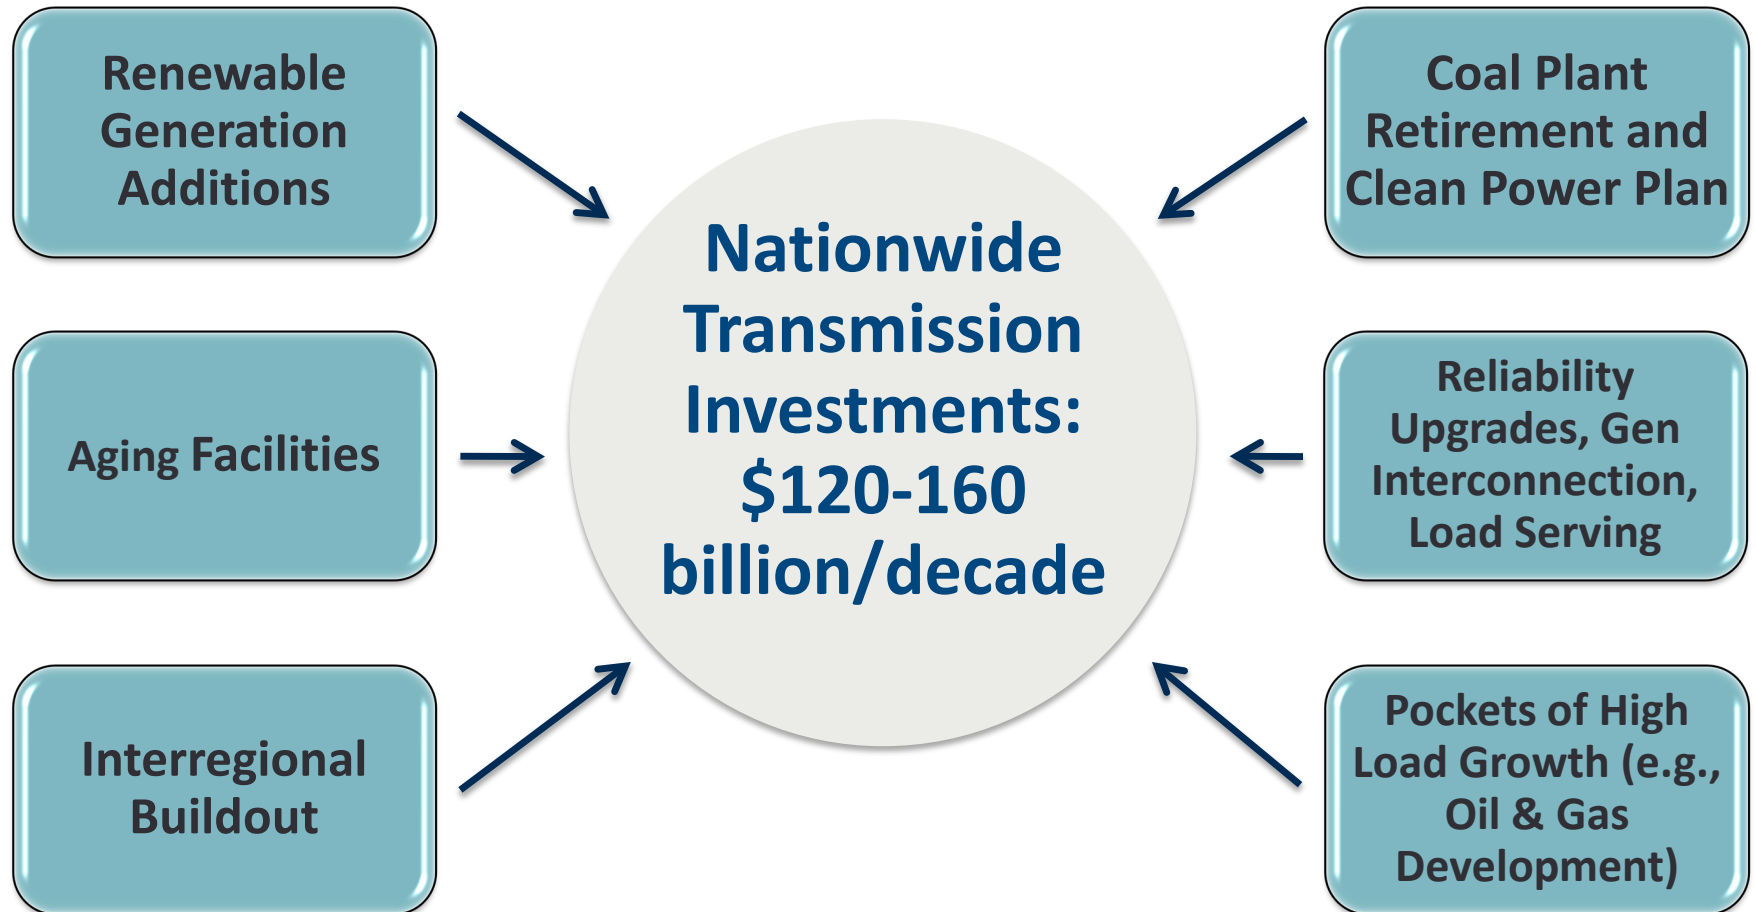 Renewable
Generation
Additions
Aging Facilities
Interregional
Buildout
Nationwide
Transmission
Investments:
$120-160
billion/decade
Coal Plant
Retirement and
Clean Power Plan
Reliability
Upgrades, Gen
Interconnection,
Load Serving
Pockets of High
Load Growth (e.g.,
Oil & Gas
Development)